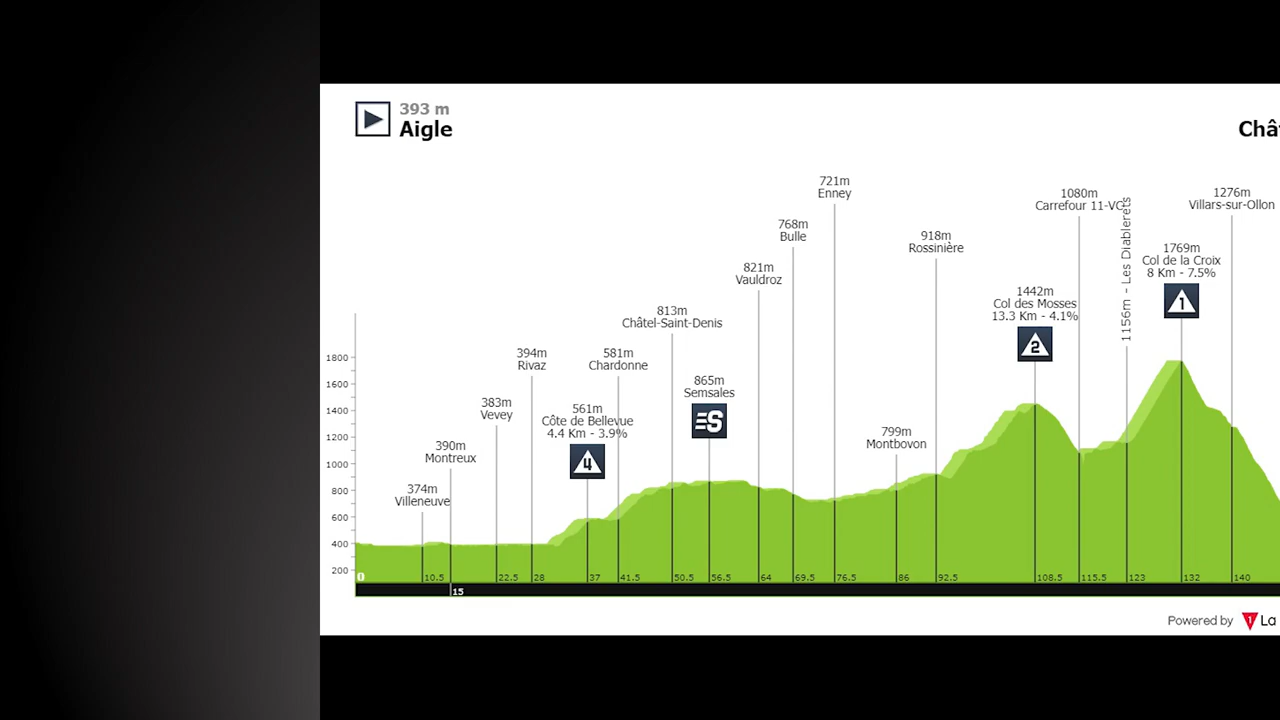 393 m
Aigle
Chât
374m
Villeneuve
390m
Montreux
383m
Vevey
394m
Rivaz
561m
Côte de Bellevue
4.4 Km - 3.9%
4
581m
Chardonne
813m
Châtel-Saint-Denis
865m
Semsales
S
821m
Vauldroz
768m
Bulle
721m
Enney
799m
Montbovon
918m
Rossinière
1442m
Col des Mosses
13.3 Km - 4.1%
2
1080m
Carrefour 11-VC
1156m - Les Diablerets
1769m
Col de la Croix
8 Km - 7.5%
1
1276m
Villars-sur-Ollon
1800
1600
1400
1200
1000
800
600
400
200
0 10.5 22.5 28 37 41.5 50.5 56.5 64 69.5 76.5 86 92.5 108.5 115.5 123 132 140
15
Powered by 1 La